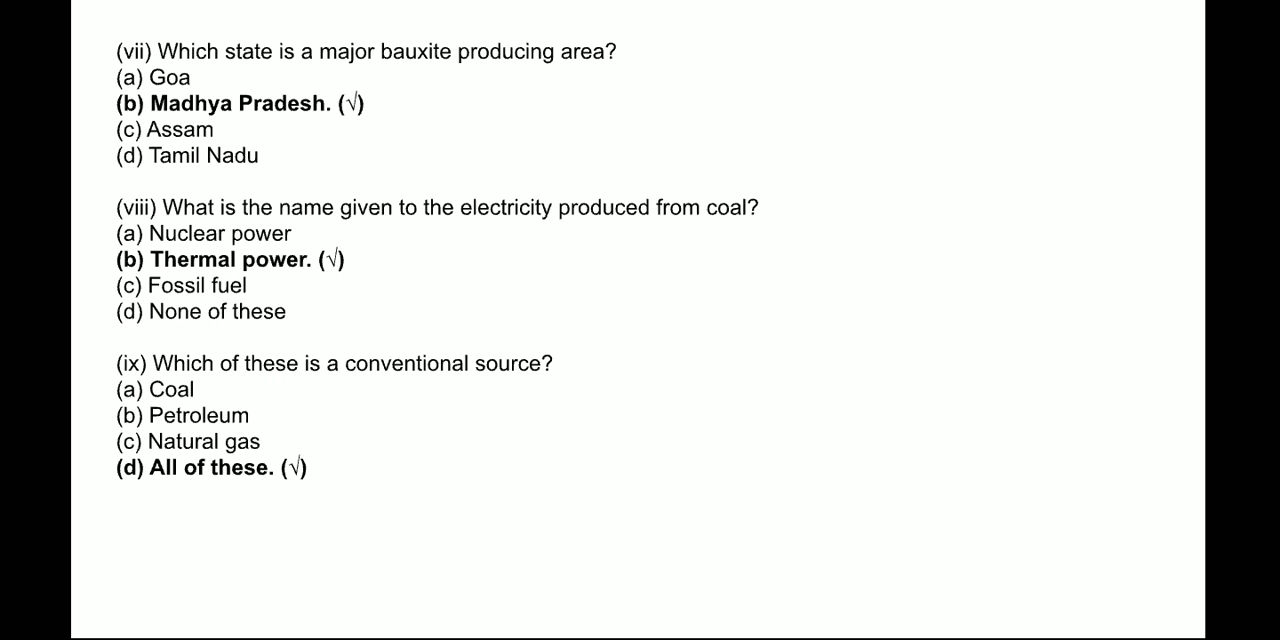 (vii) Which state is a major bauxite producing area?
(a) Goa
(b) Madhya Pradesh. (√)
(c) Assam
(d) Tamil Nadu
(viii) What is the name given to the electricity produced from coal?
(a) Nuclear power
(b) Thermal power. (√)
(c) Fossil fuel
(d) None of these
(ix) Which of these is a conventional source?
(a) Coal
(b) Petroleum
(c) Natural gas
(d) All of these. (√)